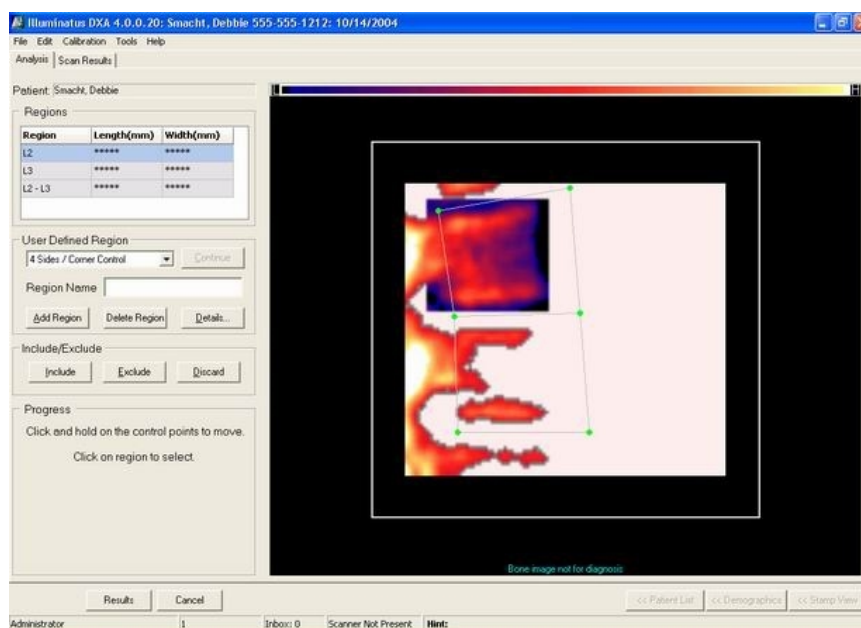 Illuminatus DXA 4.0.0.20: Smacht, Debbie 555-555-1212: 10/14/2004
File Edit Calibration Tools Help
Analysis Scan Results
Patient: Smacht, Debbie
L H
Regions
Region Length(mm) Width(mm)
L2 ***** *****
L3 ***** *****
L2 - L3 ***** *****
User Defined Region
4 Sides / Corner Control Continue
Region Name
Add Region Delete Region Details...
Include/Exclude
Include Exclude Discard
Progress
Click and hold on the control points to move.
Click on region to select.
Bone image not for diagnosis
Results Cancel << Patient List << Demographics << Stamp View
Administrator 1 Inbox: 0 Scanner Not Present Hint: